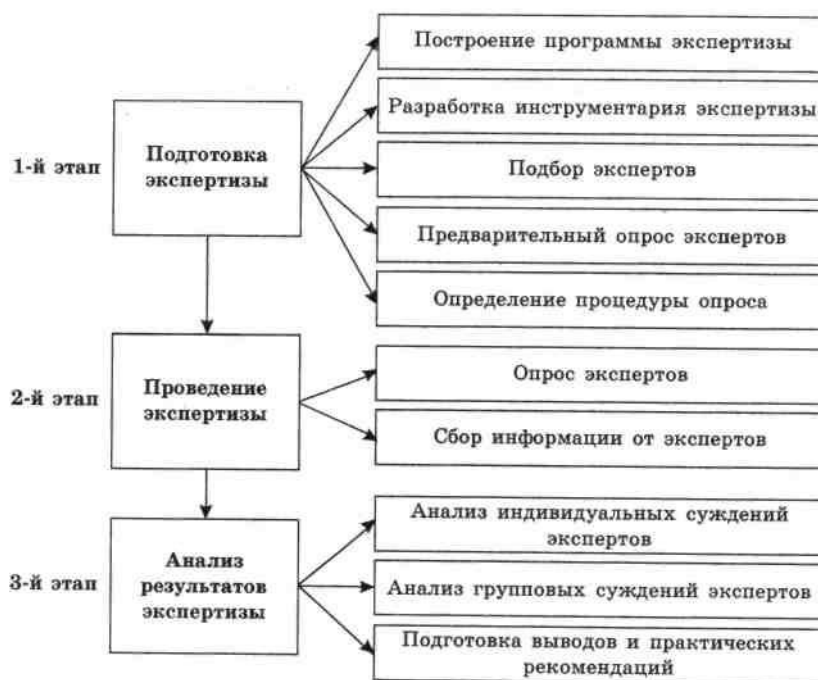 1-й этап
Подготовка
экспертизы
Построение программы экспертизы
Разработка инструментария экспертизы
Подбор экспертов
Предварительный опрос экспертов
Определение процедуры опроса
2-й этап
Проведение
экспертизы
Опрос экспертов
Сбор информации от экспертов
3-й этап
Анализ
результатов
экспертизы
Анализ индивидуальных суждений
экспертов
Анализ групповых суждений экспертов
Подготовка выводов и практических
рекомендаций